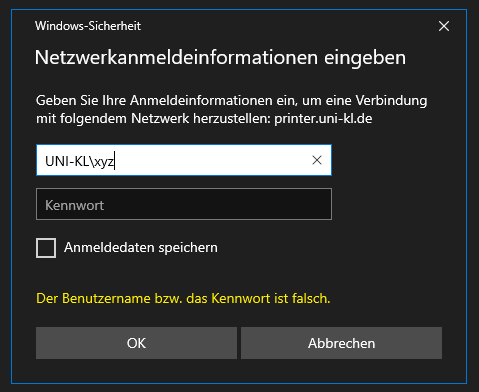 Windows-Sicherheit
Netzwerkanmeldeinformationen eingeben
Geben Sie Ihre Anmeldeinformationen ein, um eine Verbindung
mit folgendem Netzwerk herzustellen: printer.uni-kl.de
UNI-KL\xyz
Kennwort
Anmeldedaten speichern
Der Benutzername bzw. das Kennwort ist falsch.
OK
Abbrechen